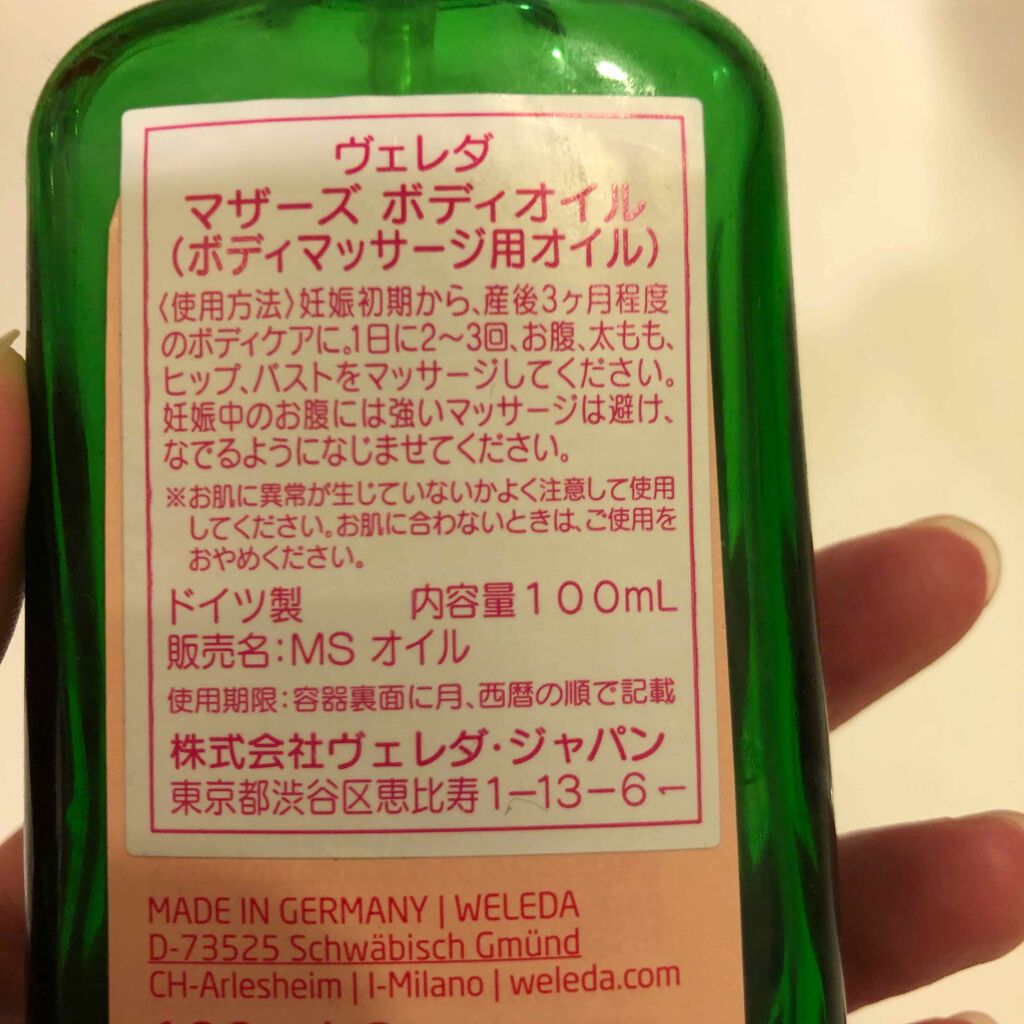 ヴェレダ
マザーズ ボディオイル
(ボディマッサージ用オイル)
〈使用方法〉妊娠初期から、産後3ヶ月程度
のボディケアに。1日に2〜3回、お腹、太もも、
ヒップ、バストをマッサージしてください。
妊娠中のお腹には強いマッサージは避け、
なでるようになじませてください。
※お肌に異常が生じていないかよく注意して使用
してください。お肌に合わないときは、ご使用を
おやめください。
ドイツ製 内容量100mL
販売名:MS オイル
使用期限:容器裏面に月、西暦の順で記載
株式会社ヴェレダ・ジャパン
東京都渋谷区恵比寿1-13-6
MADE IN GERMANY | WELEDA
D-73525 Schwäbisch Gmünd
CH-Arlesheim | I-Milano | weleda.com